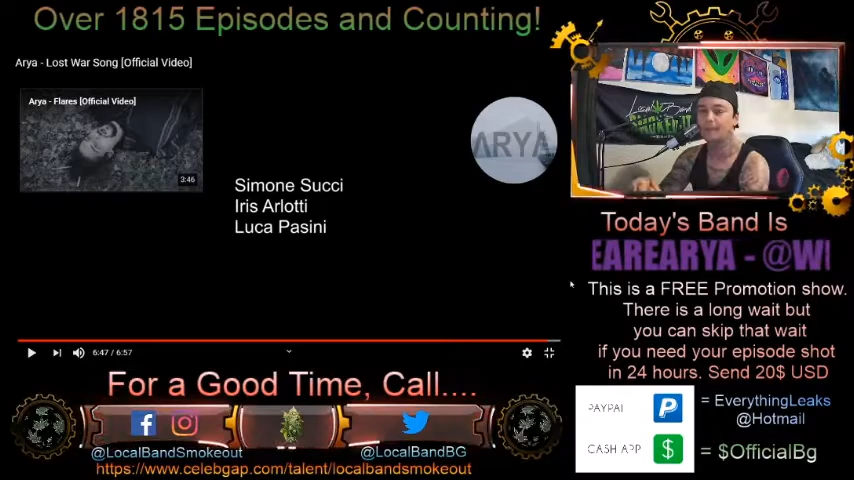 Over 1815 Episodes and Counting!
Arya - Lost War Song [Official Video]
Arya - Flares [Official Video]
3:46
ARYA
Simone Succi
Iris Arlotti
Luca Pasini
6:47 / 6:57
Today's Band Is
EAREARYA - @WE
This is a FREE Promotion show.
There is a long wait but
you can skip that wait
if you need your episode shot
in 24 hours. Send 20$ USD
PAYPAL
= EverythingLeaks
@Hotmail
CASH APP
= $OfficialBg
For a Good Time, Call....
@LocalBandSmokeout
@LocalBandBG
https://www.celebgap.com/talent/localbandsmokeout